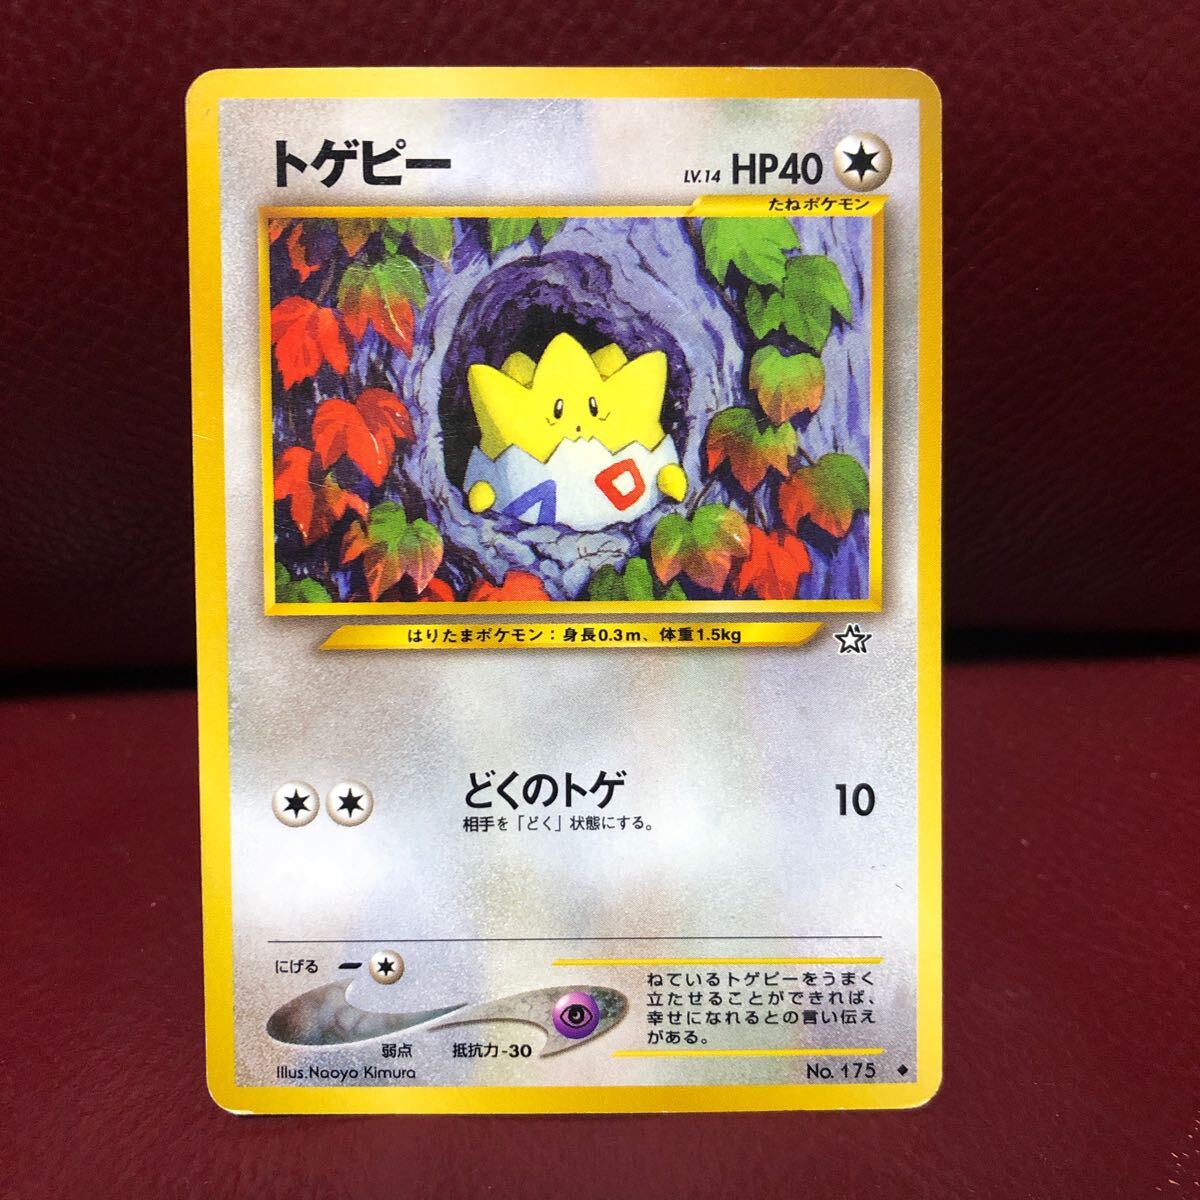 トゲピー
LV.14 HP40
たねポケモン
はりたまポケモン：身長0.3m、体重1.5kg
どくのトゲ 10
相手を「どく」状態にする。
にげる
弱点 抵抗力-30
ねているトゲピーをうまく
立たせることができれば、
幸せになれるとの言い伝え
がある。
Illus.Naoyo Kimura
No. 175